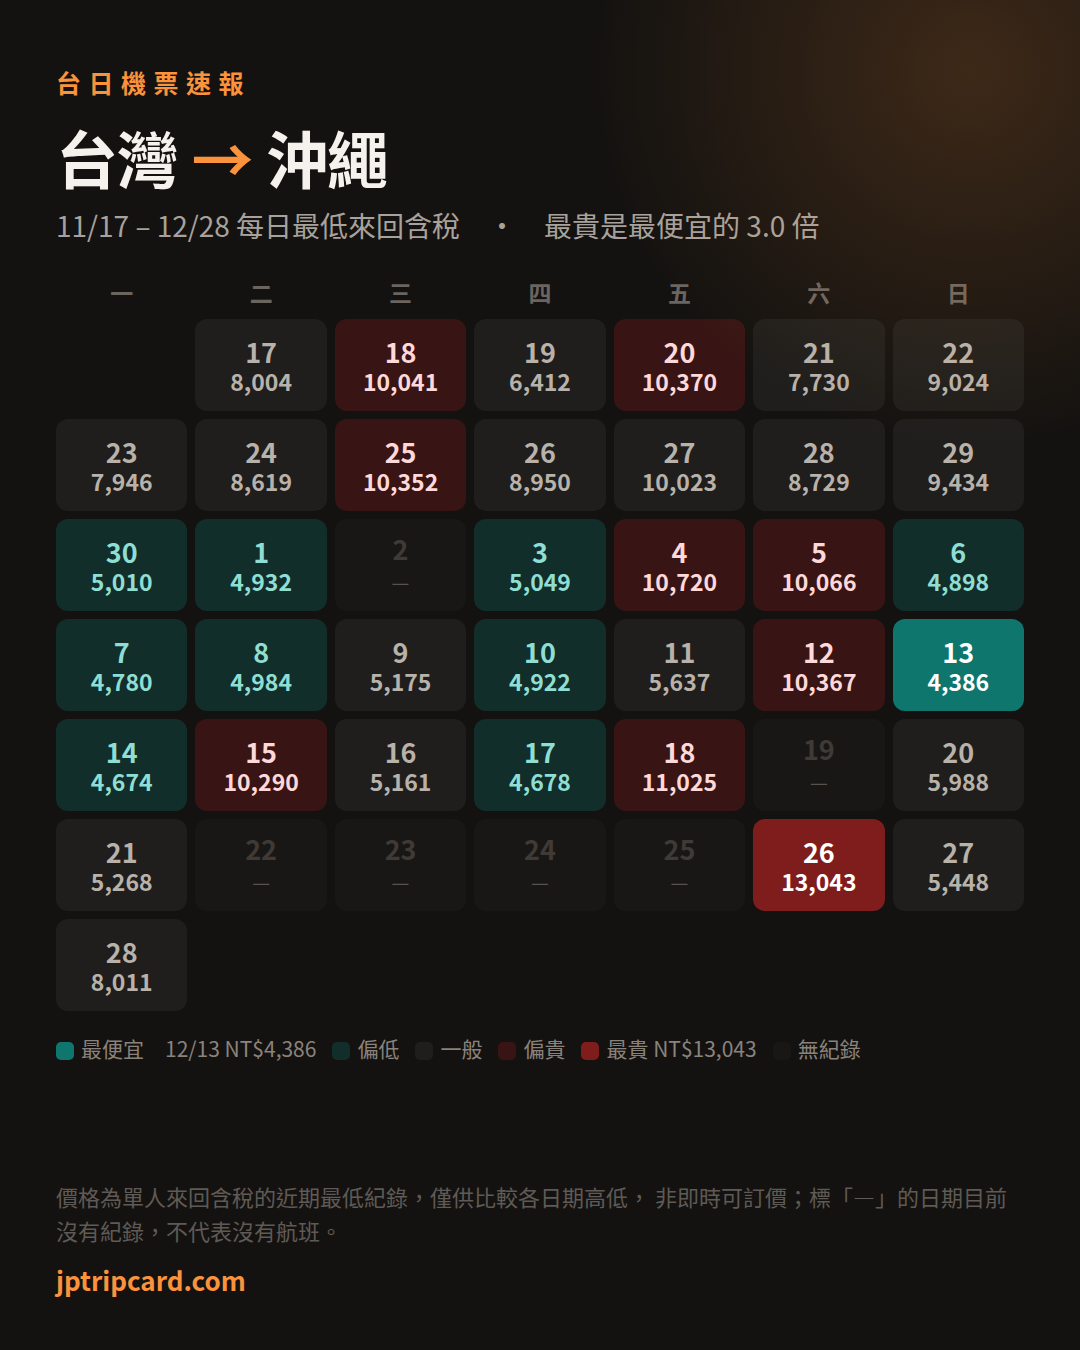 台日機票速報
台灣 → 沖繩
11/17 – 12/28 每日最低來回含稅 · 最貴是最便宜的 3.0 倍
一 二 三 四 五 六 日
17 18 19 20 21 22
8,004 10,041 6,412 10,370 7,730 9,024
23 24 25 26 27 28 29
7,946 8,619 10,352 8,950 10,023 8,729 9,434
30 1 2 3 4 5 6
5,010 4,932 — 5,049 10,720 10,066 4,898
7 8 9 10 11 12 13
4,780 4,984 5,175 4,922 5,637 10,367 4,386
14 15 16 17 18 19 20
4,674 10,290 5,161 4,678 11,025 — 5,988
21 22 23 24 25 26 27
5,268 — — — — 13,043 5,448
28
8,011
最便宜 12/13 NT$4,386 偏低 一般 偏貴 最貴 NT$13,043 無紀錄
價格為單人來回含稅的近期最低紀錄，僅供比較各日期高低， 非即時可訂價；標「—」的日期目前
沒有紀錄，不代表沒有航班。
jptripcard.com